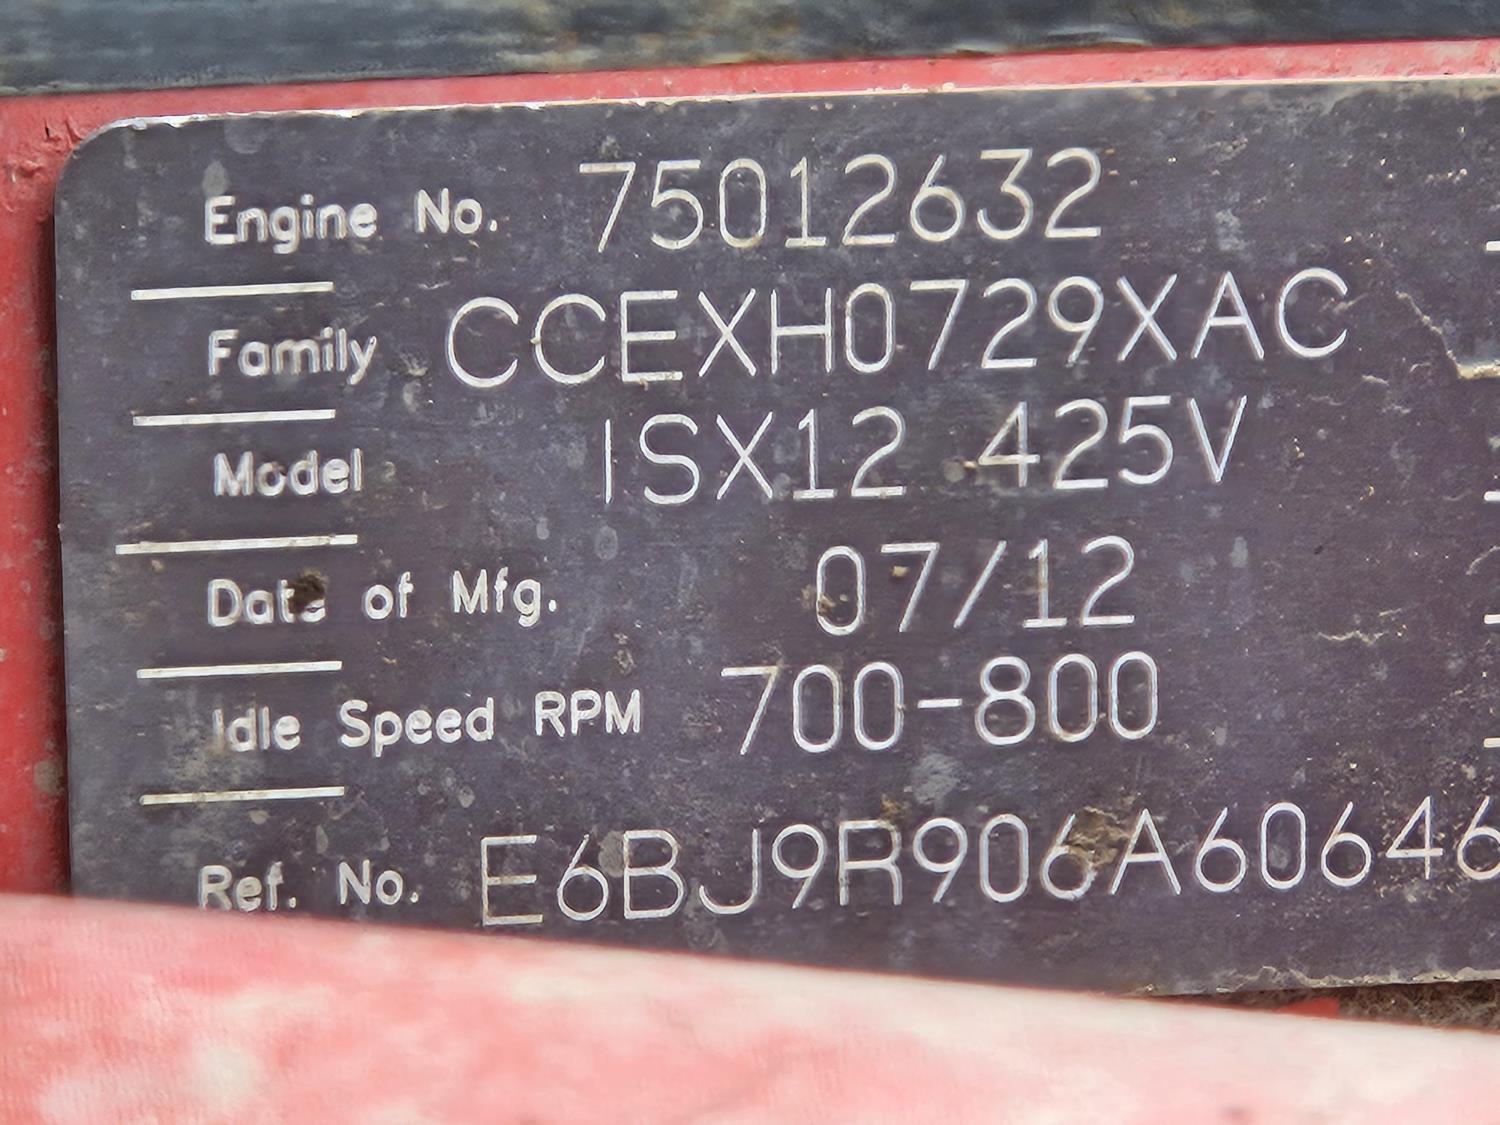 Engine No. 75012632
Family CCEXH0729XAC
Model ISX12 425V
Date of Mfg. 07/12
Idle Speed RPM 700-800
Ref. No. E6BJ9R906A60646